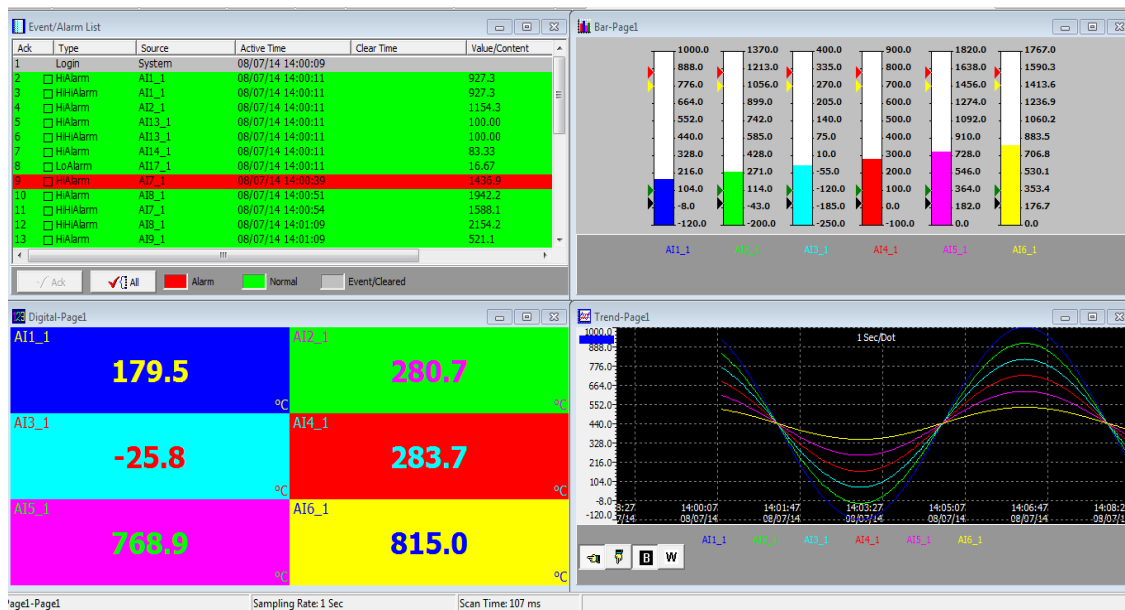 Event/Alarm List
Ack Type Source Active Time Clear Time Value/Content
1 Login System 08/07/14 14:00:09
2 HiAlarm AI1_1 08/07/14 14:00:11 927.3
3 HiHiAlarm AI1_1 08/07/14 14:00:11 927.3
4 HiAlarm AI2_1 08/07/14 14:00:11 1154.3
5 HiAlarm AI13_1 08/07/14 14:00:11 100.00
6 HiHiAlarm AI13_1 08/07/14 14:00:11 100.00
7 HiAlarm AI14_1 08/07/14 14:00:11 83.33
8 LoAlarm AI17_1 08/07/14 14:00:11 16.67
9 HiAlarm AI7_1 08/07/14 14:00:39 1436.9
10 HiAlarm AI8_1 08/07/14 14:00:51 1942.2
11 HiHiAlarm AI7_1 08/07/14 14:00:54 1588.1
12 HiHiAlarm AI8_1 08/07/14 14:01:09 2154.2
13 HiAlarm AI9_1 08/07/14 14:01:09 521.1
Ack All Alarm Normal Event/Cleared
Bar-Page1
1000.0 1370.0 400.0 900.0 1820.0 1767.0
888.0 1213.0 335.0 800.0 1638.0 1590.3
776.0 1056.0 270.0 700.0 1456.0 1413.6
664.0 899.0 205.0 600.0 1274.0 1236.9
552.0 742.0 140.0 500.0 1092.0 1060.2
440.0 585.0 75.0 400.0 910.0 883.5
328.0 428.0 10.0 300.0 728.0 706.8
216.0 271.0 -55.0 200.0 546.0 530.1
104.0 114.0 -120.0 100.0 364.0 353.4
-8.0 -43.0 -185.0 0.0 182.0 176.7
-120.0 -200.0 -250.0 -100.0 0.0 0.0
AI1_1 AI2_1 AI3_1 AI4_1 AI5_1 AI6_1
Digital-Page1
AI1_1 AI2_1
179.5 280.7
ºC ºC
AI3_1 AI4_1
-25.8 283.7
ºC ºC
AI5_1 AI6_1
768.9 815.0
ºC ºC
Trend-Page1
1000.0
1 Sec/Dot
888.0
776.0
664.0
552.0
440.0
328.0
216.0
104.0
-8.0
-120.0
3:27 14:00:07 14:01:47 14:03:27 14:05:07 14:06:47 14:08:2
7/14 08/07/14 08/07/14 08/07/14 08/07/14 08/07/14 08/07/1
AI1_1 AI2_1 AI3_1 AI4_1 AI5_1 AI6_1
B W
Page1-Page1 Sampling Rate: 1 Sec Scan Time: 107 ms